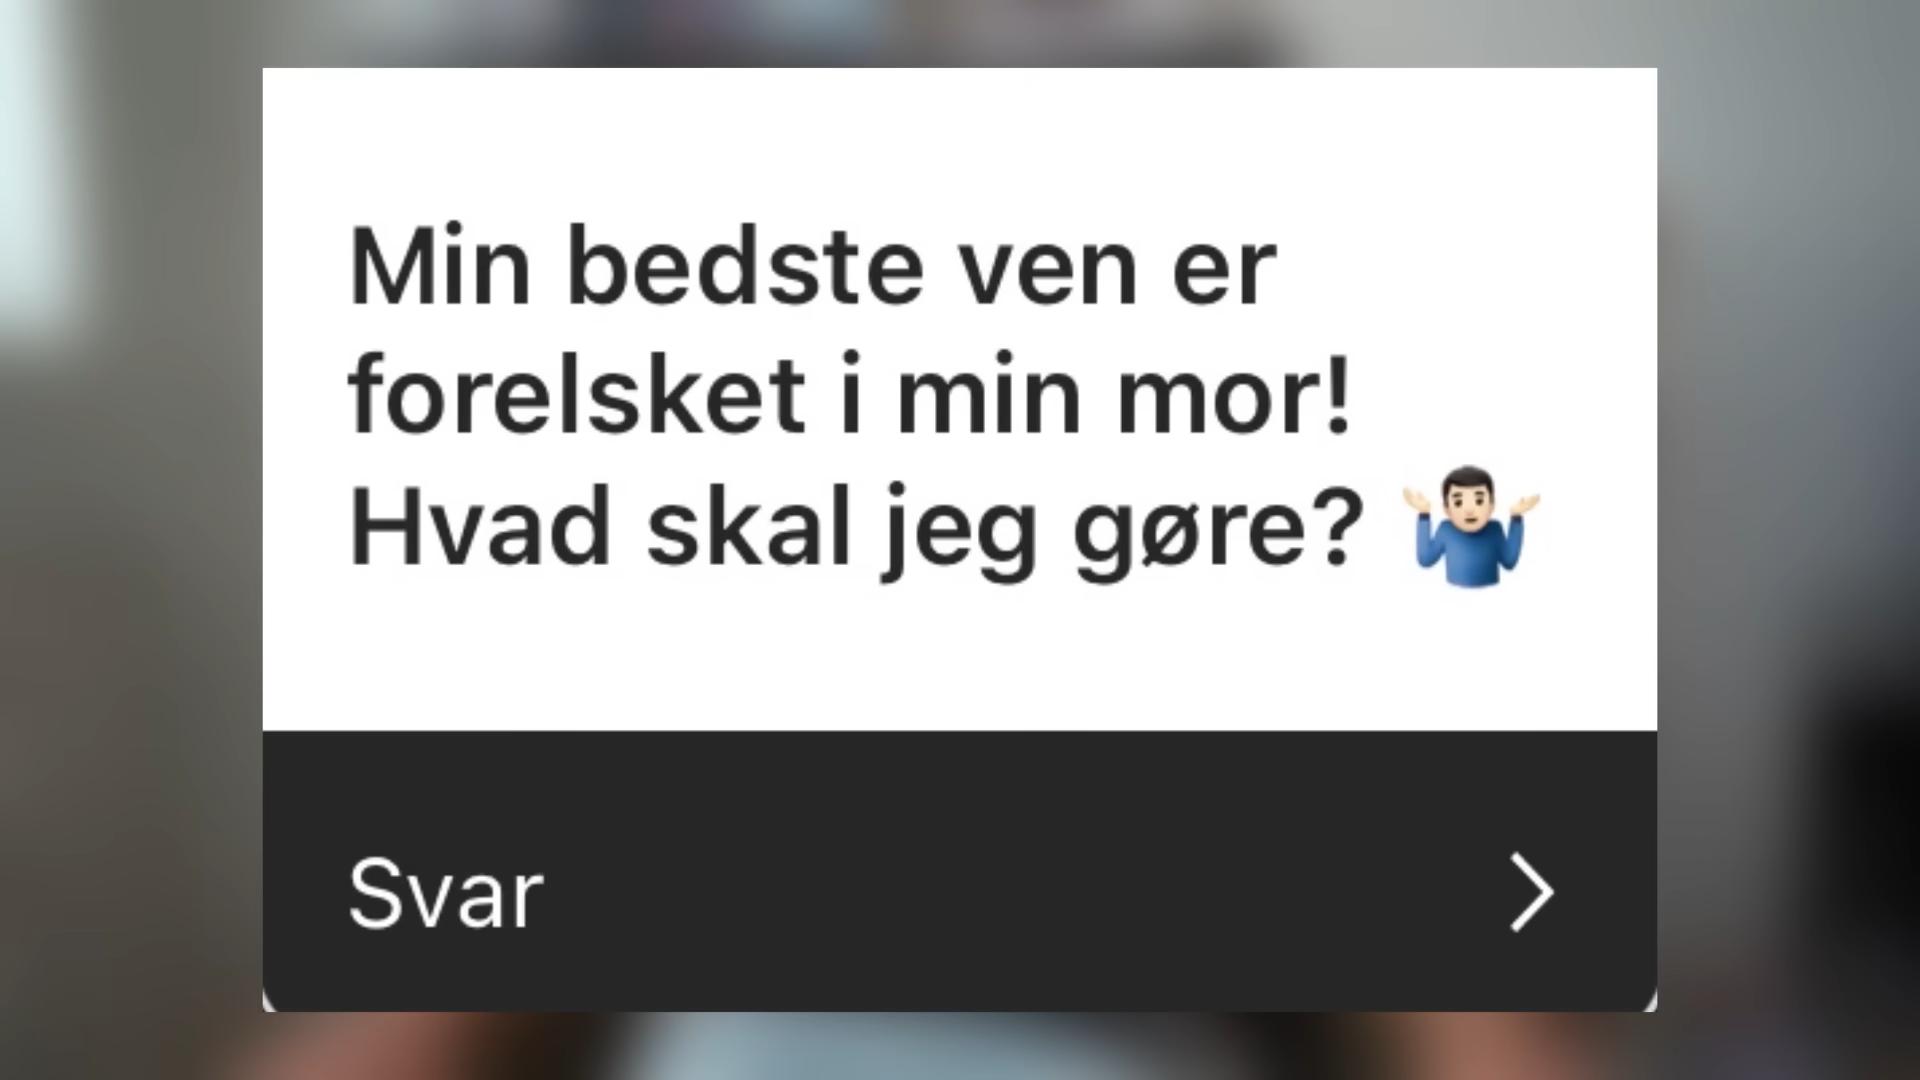 Min bedste ven er
forelsket i min mor!
Hvad skal jeg gøre? 🤷🏻‍♂️
Svar